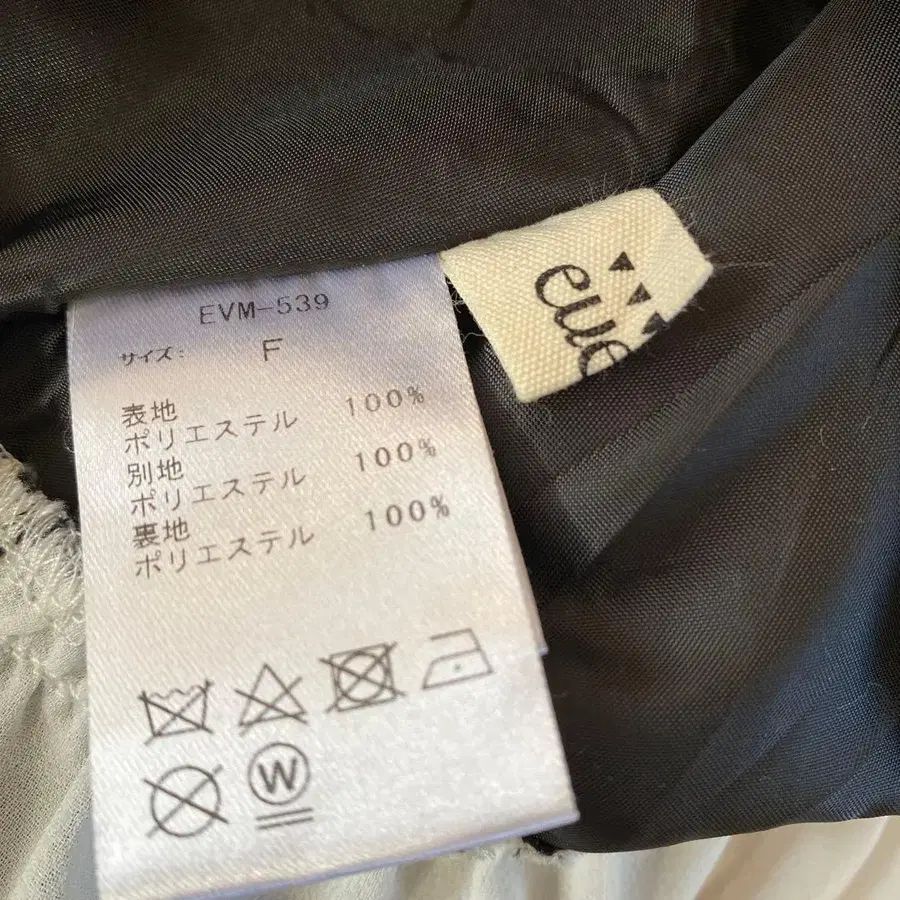 EVM-539
サイズ: F
表地
ポリエステル 100%
別地
ポリエステル 100%
裏地
ポリエステル 100%
W